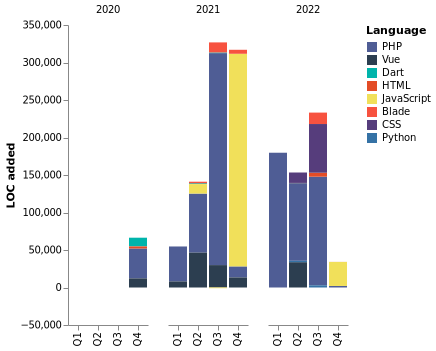 2020 2021 2022
350,000
300,000
250,000
200,000
150,000
100,000
50,000
0
−50,000
LOC added
Q1 Q2 Q3 Q4 Q1 Q2 Q3 Q4 Q1 Q2 Q3 Q4
Language
PHP
Vue
Dart
HTML
JavaScript
Blade
CSS
Python